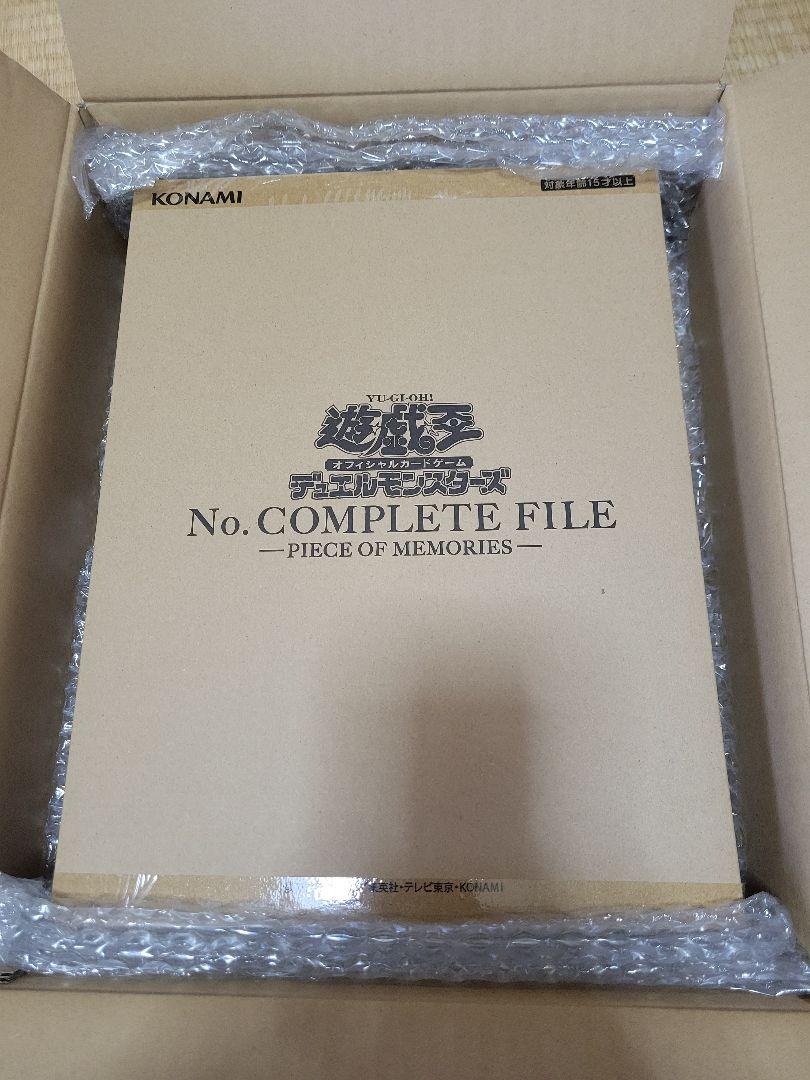 KONAMI
対象年齢15才以上
YU-GI-OH!
遊戯王
オフィシャルカードゲーム
デュエルモンスターズ
No. COMPLETE FILE
—PIECE OF MEMORIES—
英社・テレビ東京・KONAMI